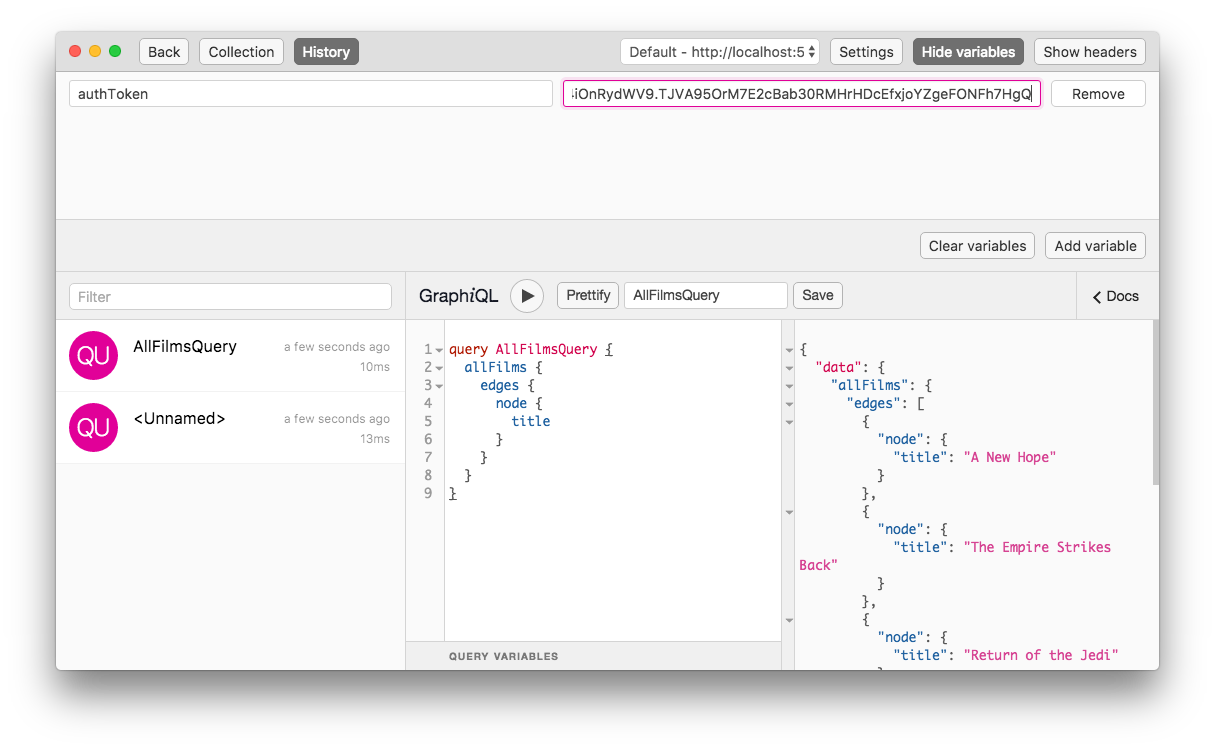 Back Collection History Default - http://localhost:5 Settings Hide variables Show headers
authToken iOnRydWV9.TJVA95OrM7E2cBab30RMHrHDcEfxjoYZgeFONFh7HgQ Remove
Clear variables Add variable
Filter
GraphiQL Prettify AllFilmsQuery Save Docs
QU AllFilmsQuery a few seconds ago
10ms
QU <Unnamed> a few seconds ago
13ms
1 query AllFilmsQuery {
2 allFilms {
3 edges {
4 node {
5 title
6 }
7 }
8 }
9 }
QUERY VARIABLES
{
"data": {
"allFilms": {
"edges": [
{
"node": {
"title": "A New Hope"
}
},
{
"node": {
"title": "The Empire Strikes
Back"
}
},
{
"node": {
"title": "Return of the Jedi"